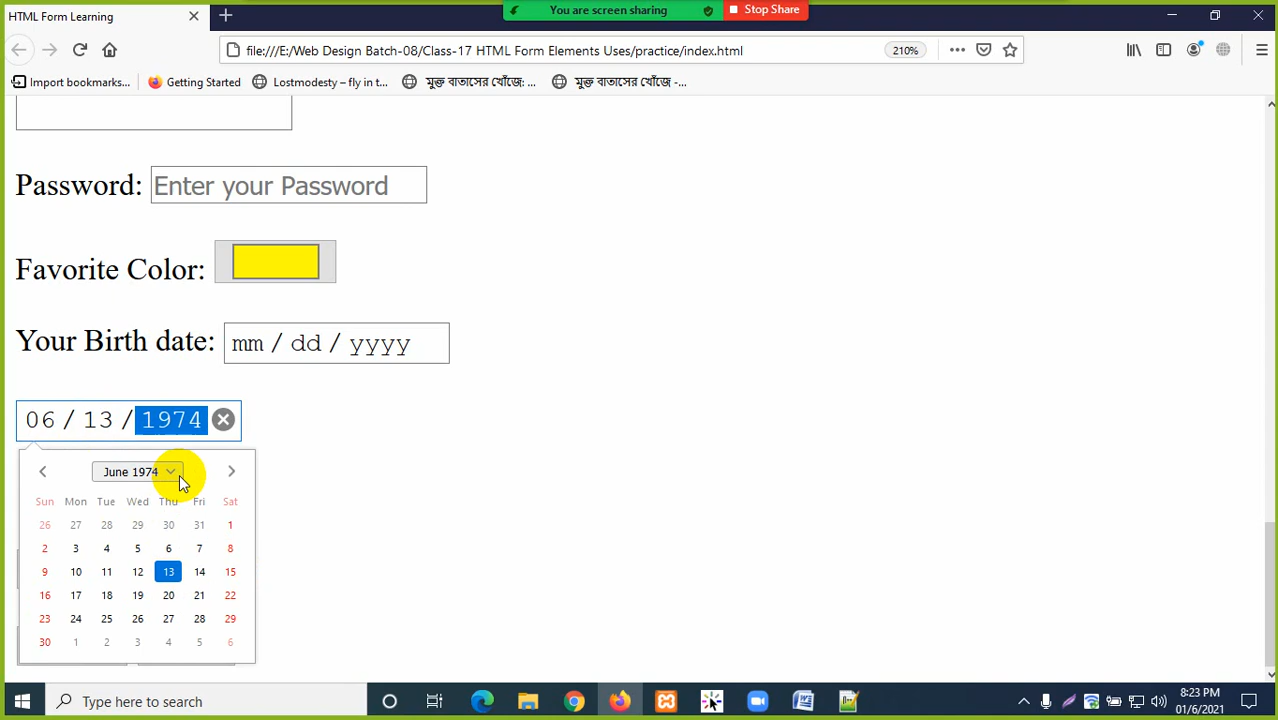 HTML Form Learning
You are screen sharing
Stop Share
file:///E:/Web Design Batch-08/Class-17 HTML Form Elements Uses/practice/index.html
210%
Import bookmarks...
Getting Started
Lostmodesty – fly in t...
মুক্ত বাতাসের খোঁজে: ...
মুক্ত বাতাসের খোঁজে -...
Password: Enter your Password
Favorite Color:
Your Birth date: mm / dd / yyyy
06 / 13 / 1974
June 1974
Sun Mon Tue Wed Thu Fri Sat
26 27 28 29 30 31 1
2 3 4 5 6 7 8
9 10 11 12 13 14 15
16 17 18 19 20 21 22
23 24 25 26 27 28 29
30 1 2 3 4 5 6
Type here to search
8:23 PM
01/6/2021